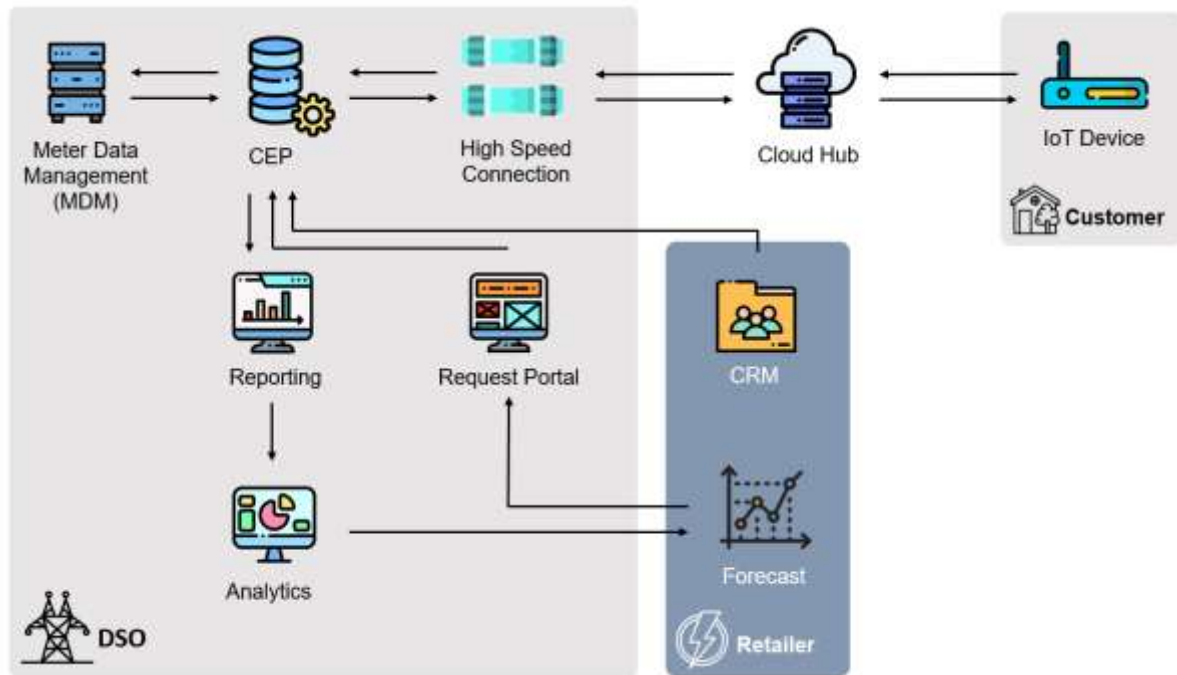 Meter Data
Management
(MDM)
CEP
High Speed
Connection
Cloud Hub
IoT Device
Customer
Reporting
Request Portal
CRM
Analytics
Forecast
DSO
Retailer